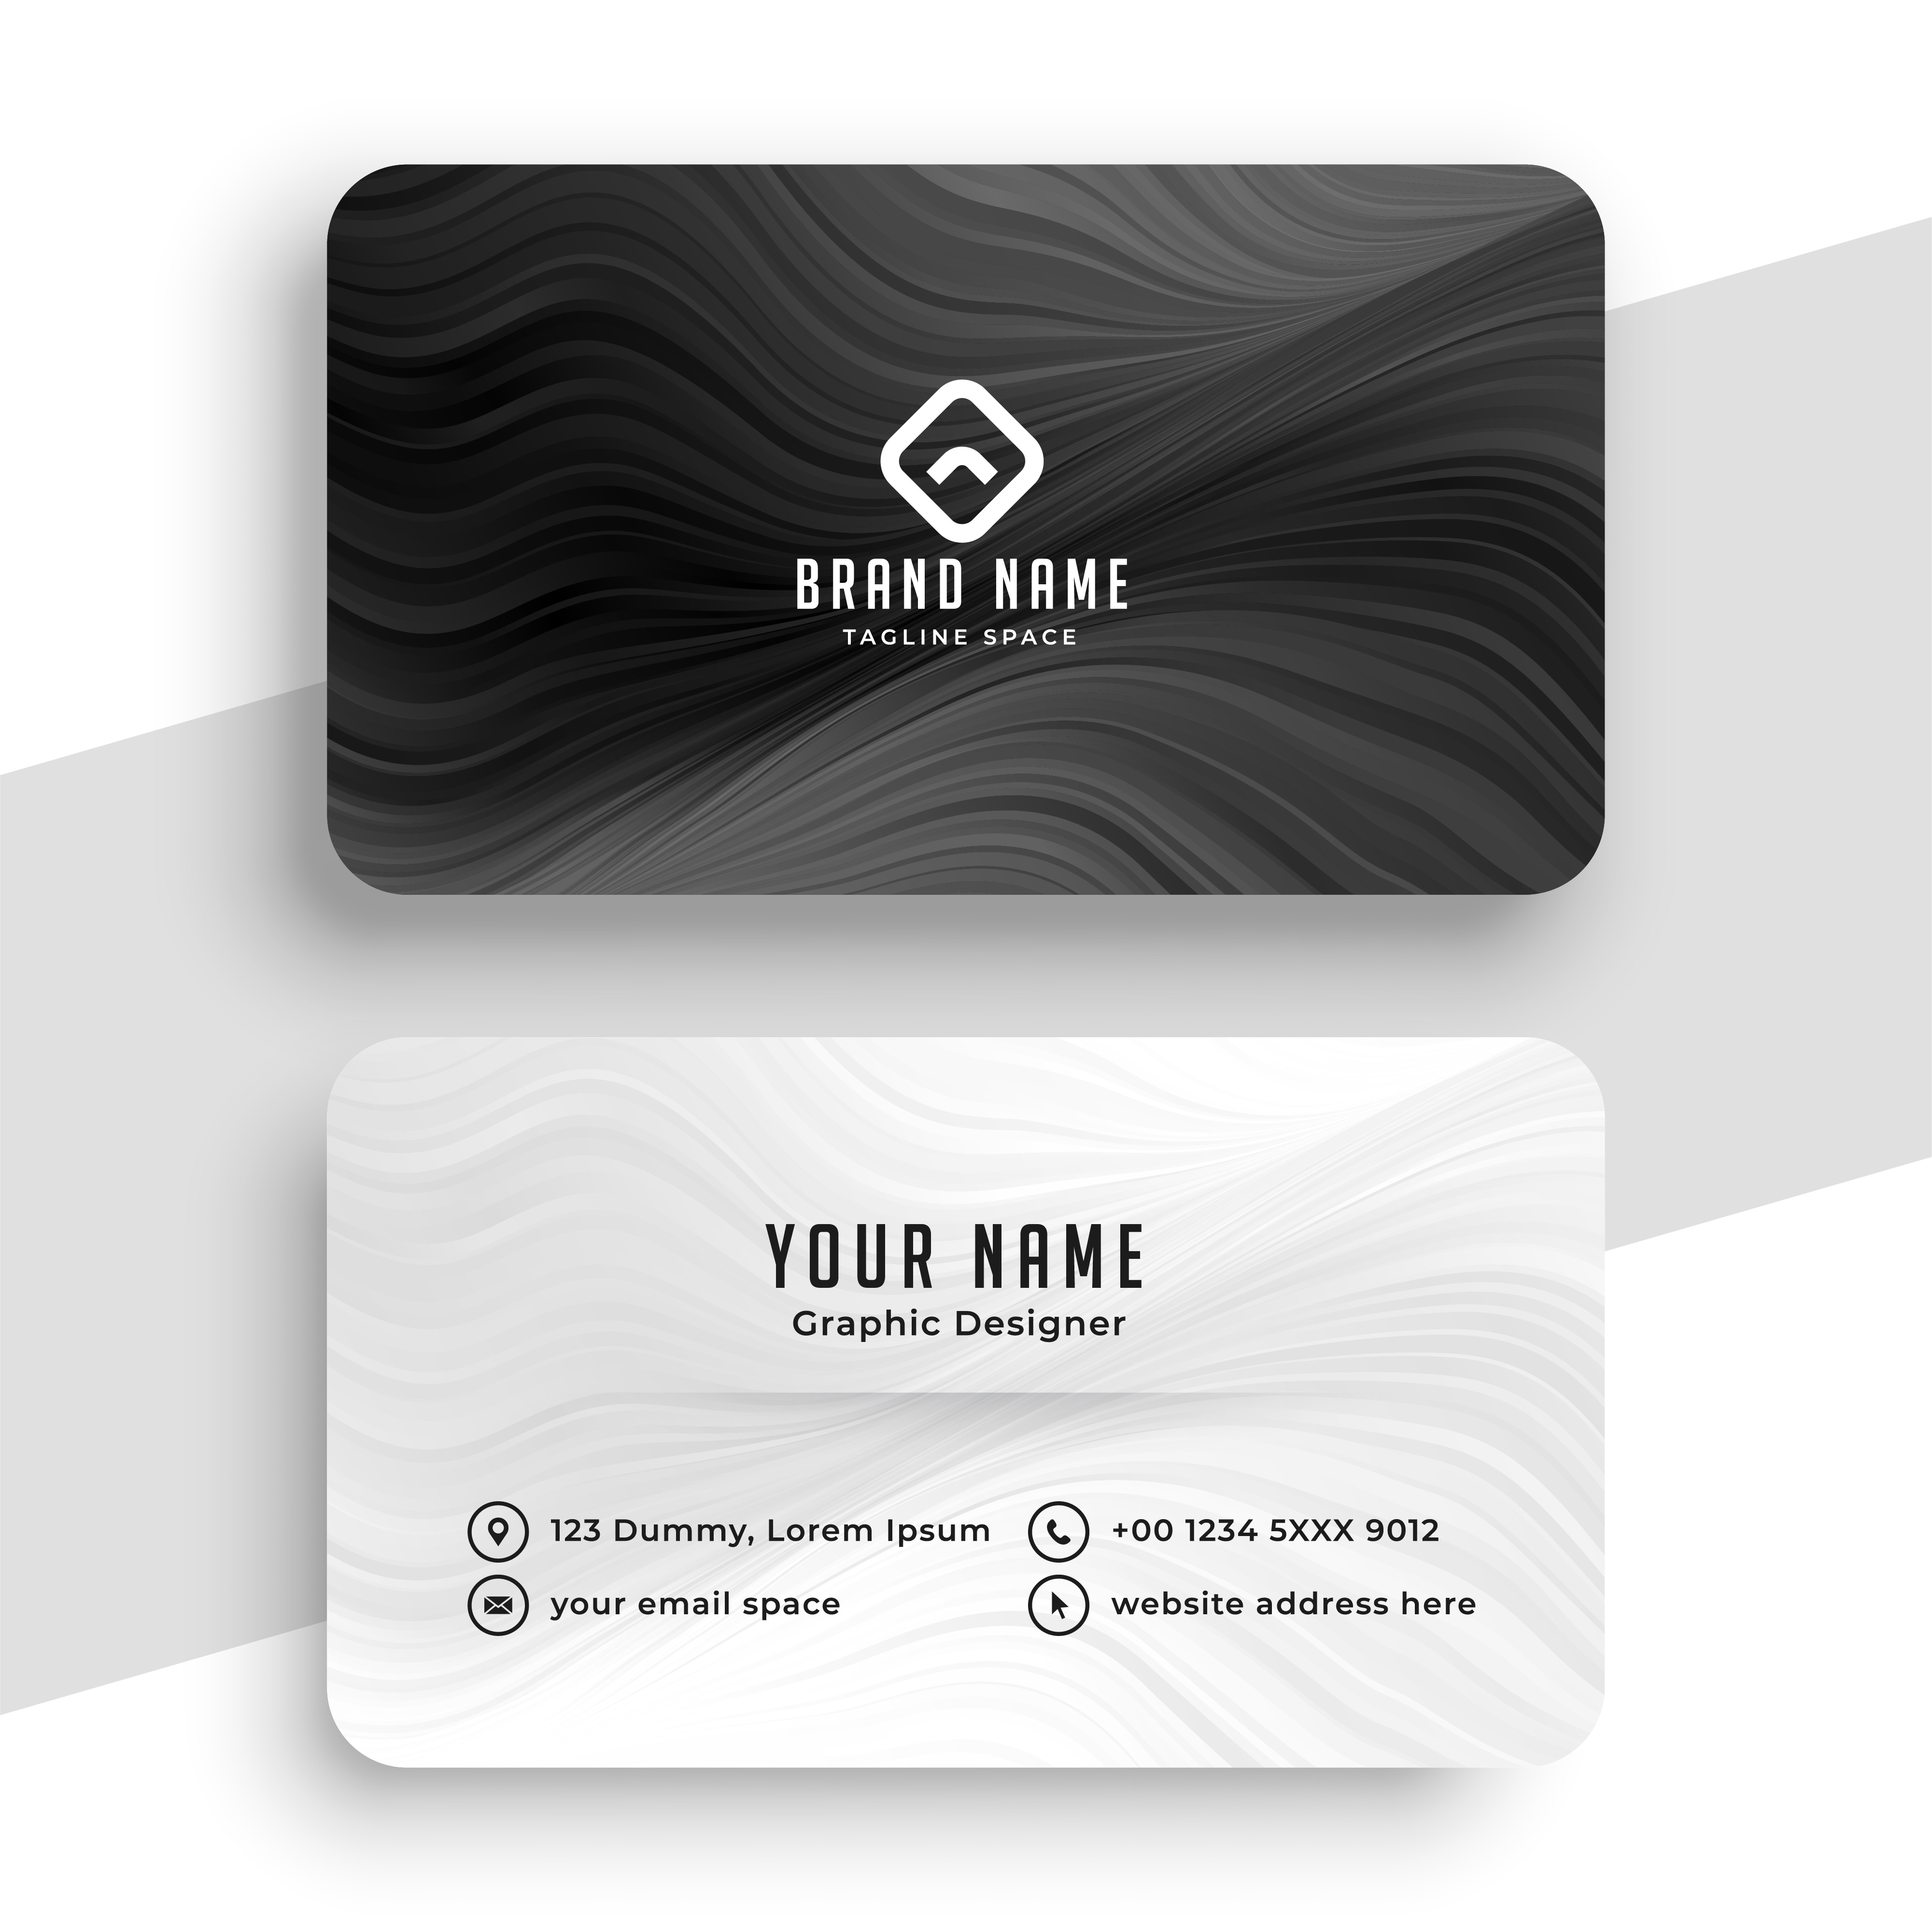 BRAND NAME
TAGLINE SPACE
YOUR NAME
Graphic Designer
123 Dummy, Lorem Ipsum
+00 1234 5XXX 9012
your email space
website address here